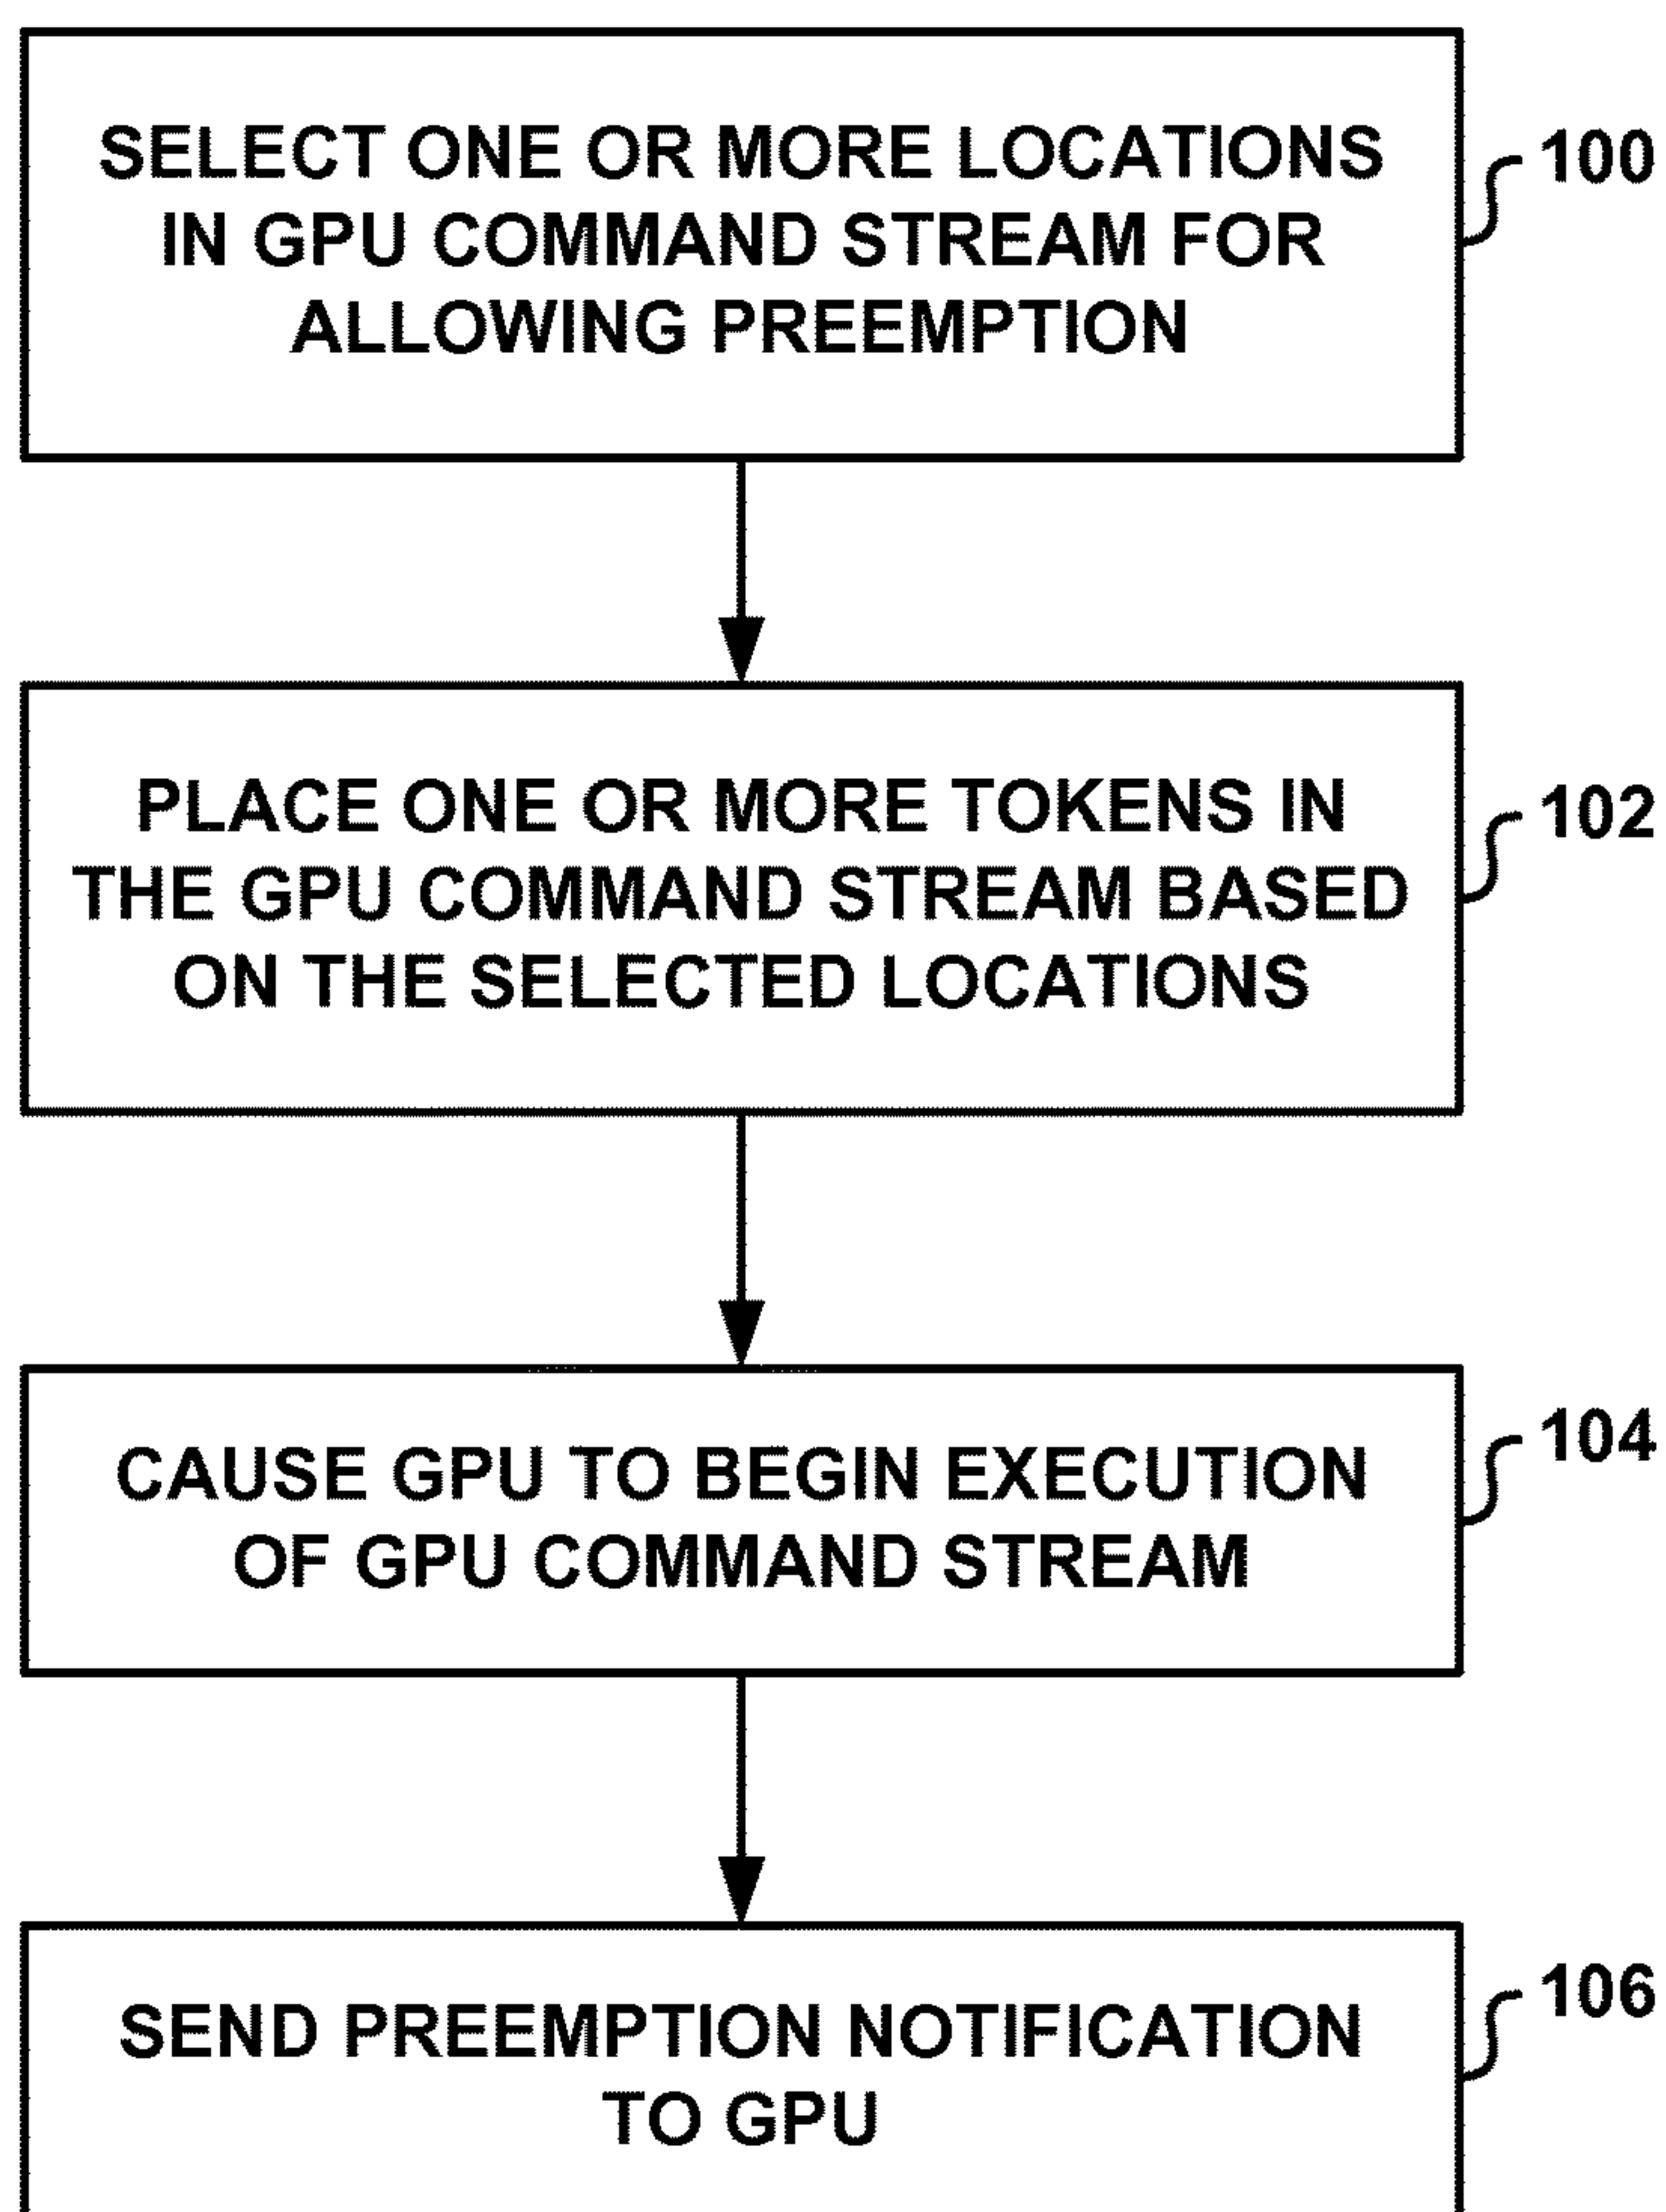 SELECT ONE OR MORE LOCATIONS
IN GPU COMMAND STREAM FOR
ALLOWING PREEMPTION
100
PLACE ONE OR MORE TOKENS IN
THE GPU COMMAND STREAM BASED
ON THE SELECTED LOCATIONS
102
CAUSE GPU TO BEGIN EXECUTION
OF GPU COMMAND STREAM
104
SEND PREEMPTION NOTIFICATION
TO GPU
106